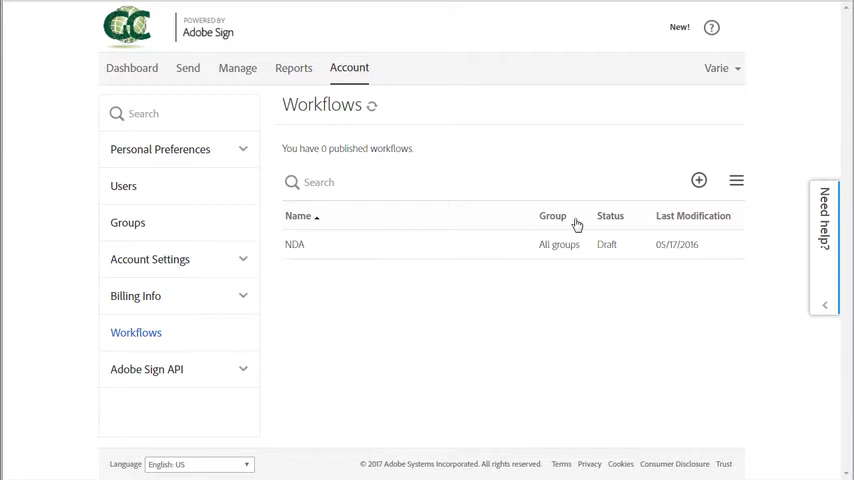 GC
POWERED BY
Adobe Sign
New! ?
Dashboard Send Manage Reports Account Varie
Search
Personal Preferences
Users
Groups
Account Settings
Billing Info
Workflows
Adobe Sign API
Workflows
You have 0 published workflows.
Search
Name Group Status Last Modification
NDA All groups Draft 05/17/2016
Need help?
Language English: US
© 2017 Adobe Systems Incorporated. All rights reserved. Terms Privacy Cookies Consumer Disclosure Trust